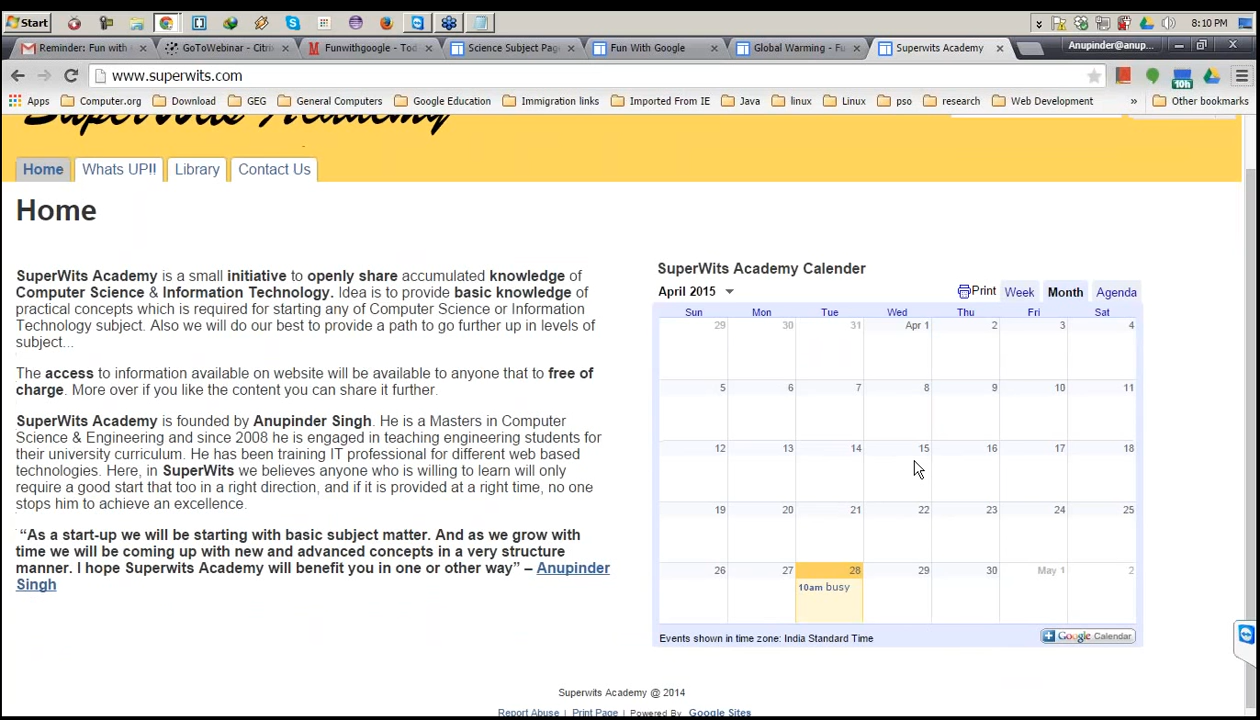 Start
8:10 PM
Reminder: Fun with
GoToWebinar - Citrix
Funwithgoogle - Tod
Science Subject Page
Fun With Google
Global Warming - Fu
Superwits Academy
Anupinder@anup...
www.superwits.com
10h
Apps Computer.org Download GEG General Computers Google Education Immigration links Imported From IE Java linux Linux pso research Web Development » Other bookmarks
SuperWits Academy
Home Whats UP!! Library Contact Us
Home
SuperWits Academy is a small initiative to openly share accumulated knowledge of
Computer Science & Information Technology. Idea is to provide basic knowledge of
practical concepts which is required for starting any of Computer Science or Information
Technology subject. Also we will do our best to provide a path to go further up in levels of
subject...
The access to information available on website will be available to anyone that to free of
charge. More over if you like the content you can share it further.
SuperWits Academy is founded by Anupinder Singh. He is a Masters in Computer
Science & Engineering and since 2008 he is engaged in teaching engineering students for
their university curriculum. He has been training IT professional for different web based
technologies. Here, in SuperWits we believes anyone who is willing to learn will only
require a good start that too in a right direction, and if it is provided at a right time, no one
stops him to achieve an excellence.
“As a start-up we will be starting with basic subject matter. And as we grow with
time we will be coming up with new and advanced concepts in a very structure
manner. I hope Superwits Academy will benefit you in one or other way” – Anupinder
Singh
SuperWits Academy Calender
April 2015 Print Week Month Agenda
Sun Mon Tue Wed Thu Fri Sat
29 30 31 Apr 1 2 3 4
5 6 7 8 9 10 11
12 13 14 15 16 17 18
19 20 21 22 23 24 25
26 27 28 29 30 May 1 2
10am busy
Events shown in time zone: India Standard Time
Google Calendar
Superwits Academy @ 2014
Report Abuse | Print Page | Powered By Google Sites